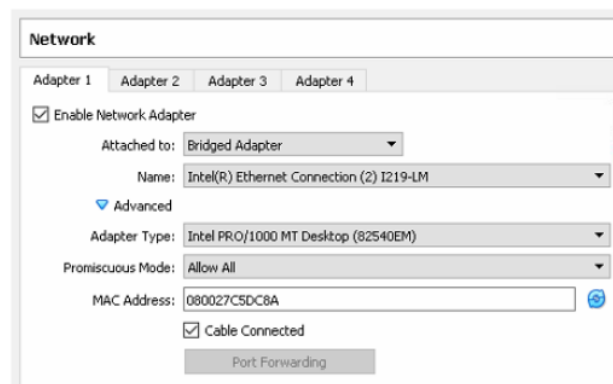 Network
Adapter 1 Adapter 2 Adapter 3 Adapter 4
Enable Network Adapter
Attached to: Bridged Adapter
Name: Intel(R) Ethernet Connection (2) I219-LM
Advanced
Adapter Type: Intel PRO/1000 MT Desktop (82540EM)
Promiscuous Mode: Allow All
MAC Address: 080027C5DC8A
Cable Connected
Port Forwarding